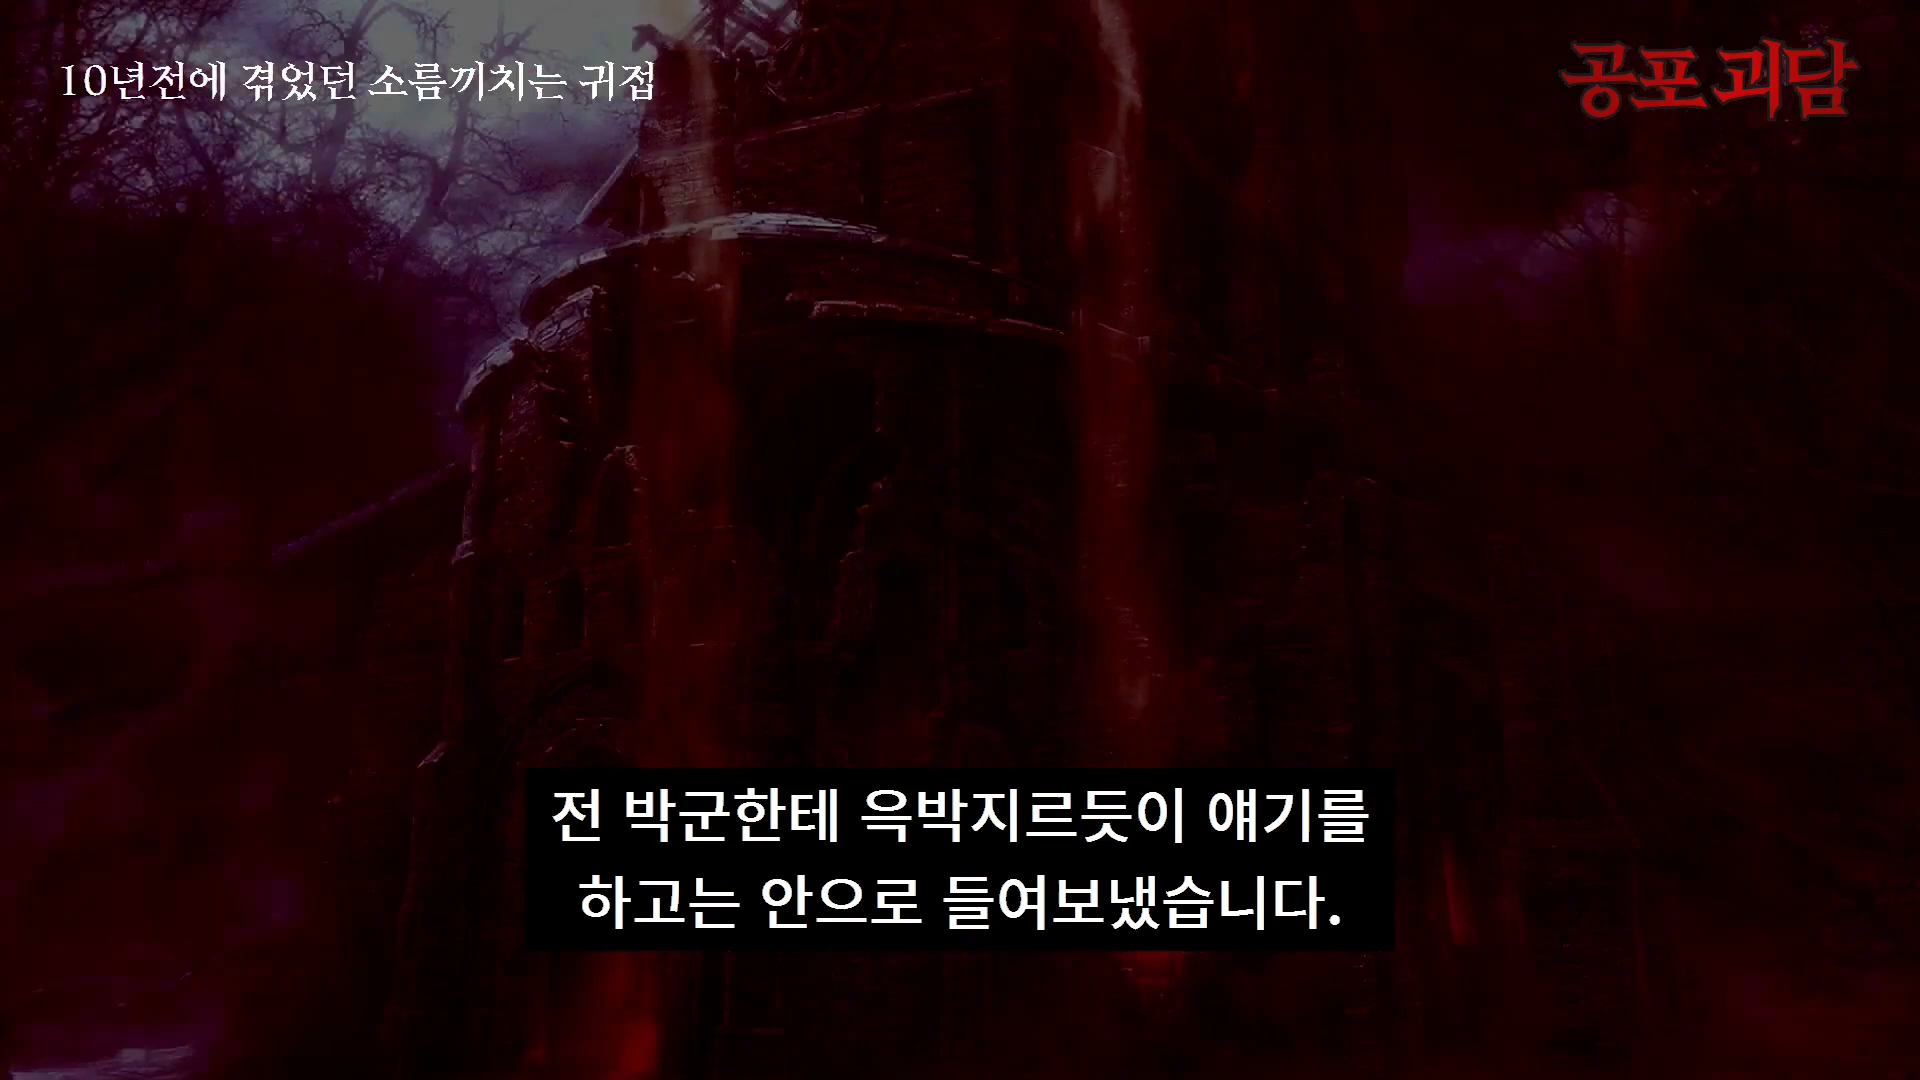 10년전에 겪었던 소름끼치는 귀접
공포 괴담
전 박군한테 윽박지르듯이 얘기를
하고는 안으로 들여보냈습니다.